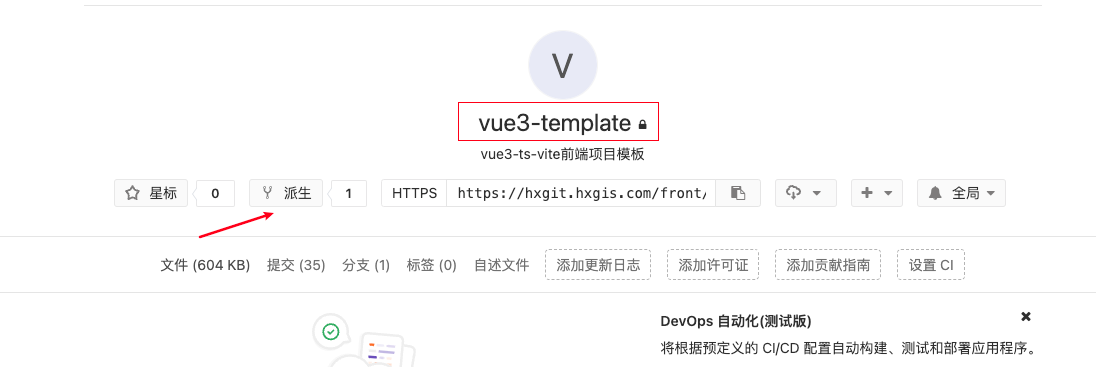 V
vue3-template
vue3-ts-vite前端项目模板
星标 0 派生 1 HTTPS https://hxgit.hxgis.com/front/ 全局
文件 (604 KB) 提交 (35) 分支 (1) 标签 (0) 自述文件 添加更新日志 添加许可证 添加贡献指南 设置 CI
DevOps 自动化(测试版)
将根据预定义的 CI/CD 配置自动构建、测试和部署应用程序。